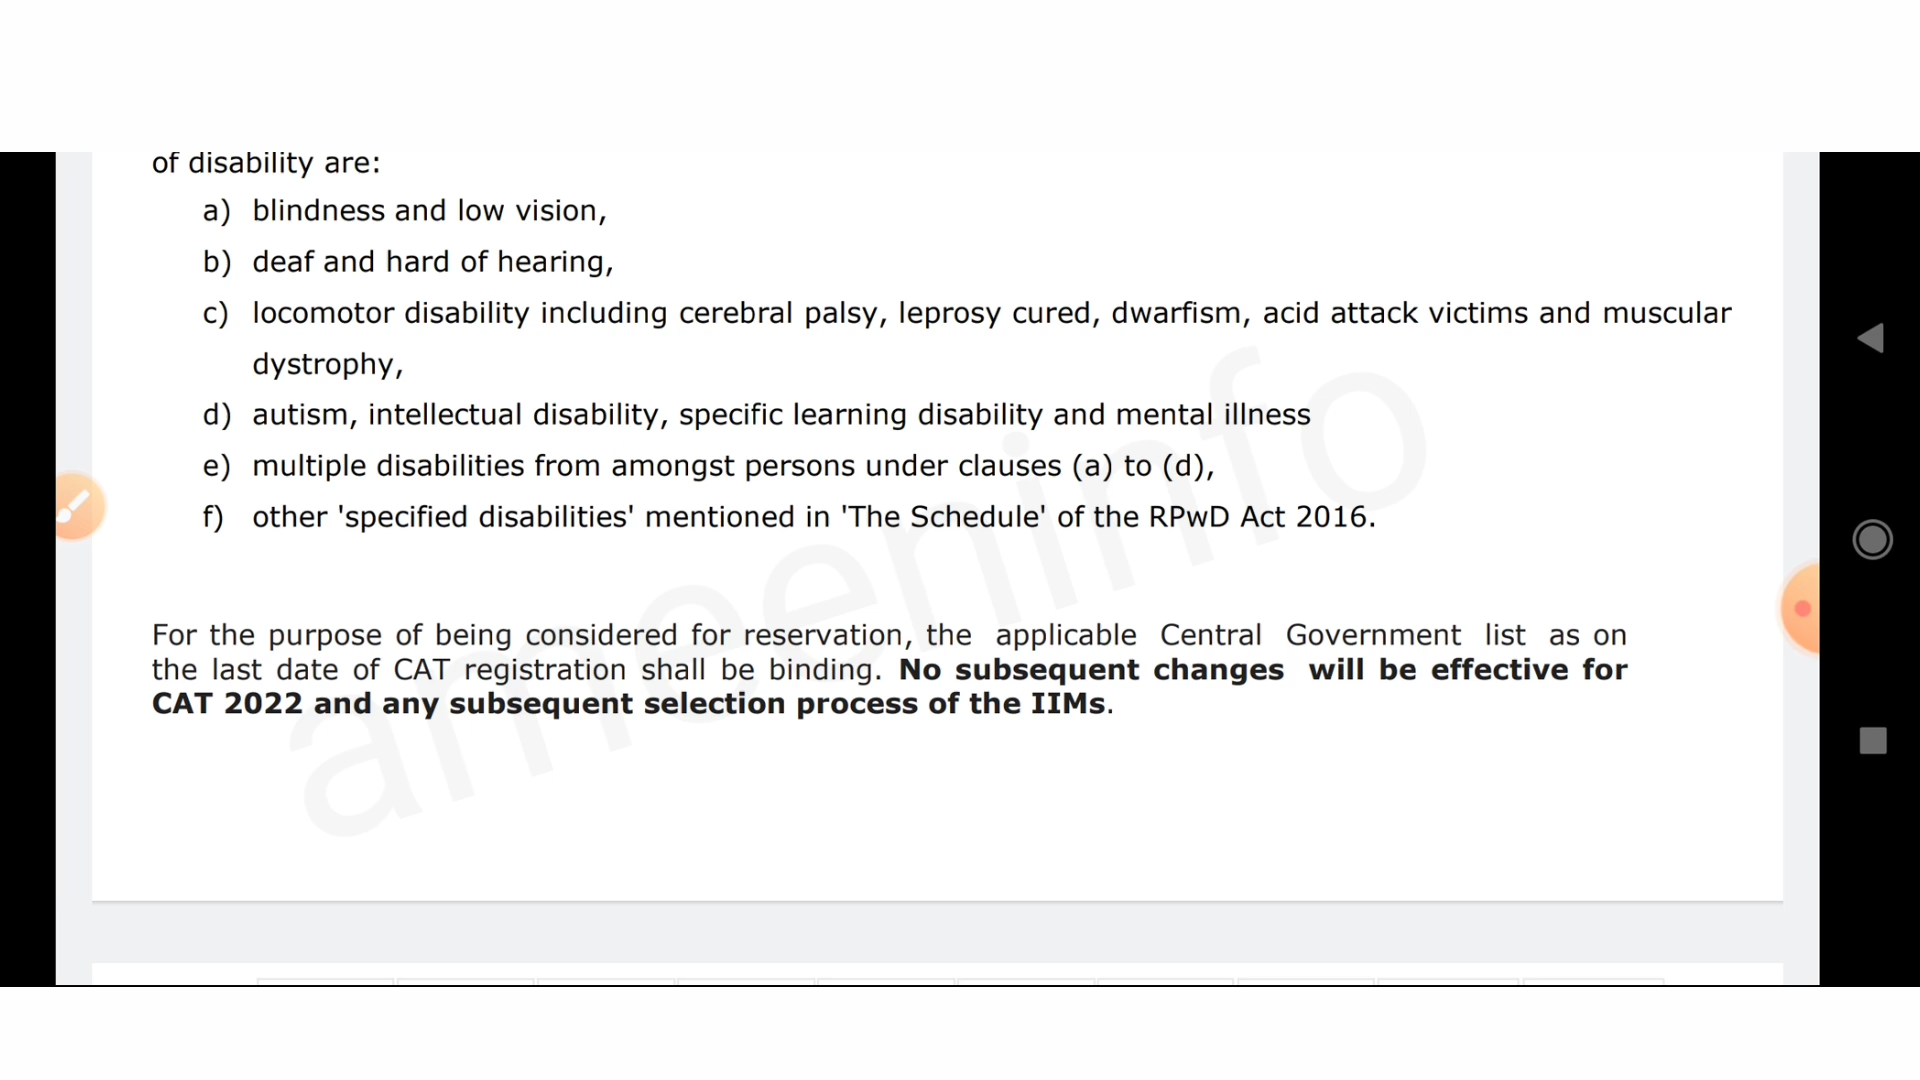 of disability are:
a) blindness and low vision,
b) deaf and hard of hearing,
c) locomotor disability including cerebral palsy, leprosy cured, dwarfism, acid attack victims and muscular
dystrophy,
d) autism, intellectual disability, specific learning disability and mental illness
e) multiple disabilities from amongst persons under clauses (a) to (d),
f) other 'specified disabilities' mentioned in 'The Schedule' of the RPwD Act 2016.
For the purpose of being considered for reservation, the applicable Central Government list as on
the last date of CAT registration shall be binding. No subsequent changes will be effective for
CAT 2022 and any subsequent selection process of the IIMs.
ameeninfo